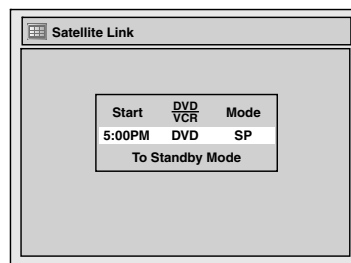 Satellite Link
Start DVD/VCR Mode
5:00PM DVD SP
To Standby Mode